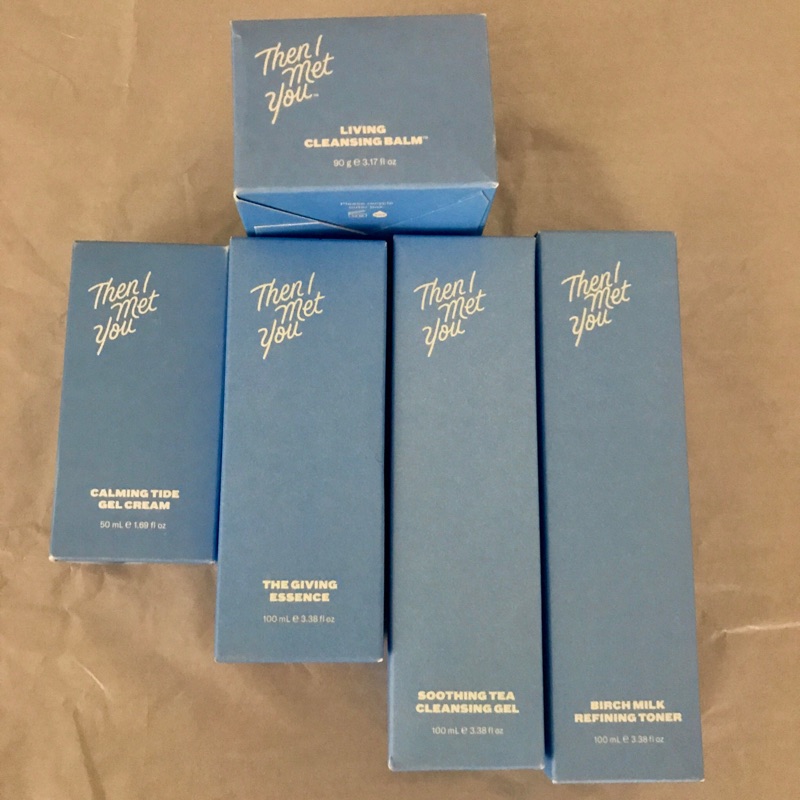 Then I
Met
You™
LIVING
CLEANSING BALM™
90 g ℮ 3.17 fl oz
Please recycle
Then I
Met
You
CALMING TIDE
GEL CREAM
50 mL ℮ 1.69 fl oz
Then I
Met
You
THE GIVING
ESSENCE
100 mL ℮ 3.38 fl oz
Then I
Met
You
SOOTHING TEA
CLEANSING GEL
100 mL ℮ 3.38 fl oz
Then I
Met
You
BIRCH MILK
REFINING TONER
100 mL ℮ 3.38 fl oz